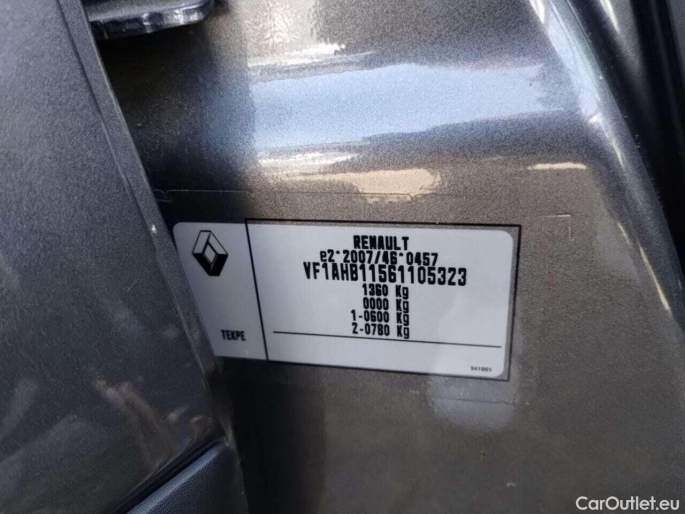 RENAULT
e2*2007/46*0457
VF1AHB11561105323
1360 Kg
0000 Kg
1-0600 Kg
2-0780 Kg
TEKPE
CarOutlet.eu